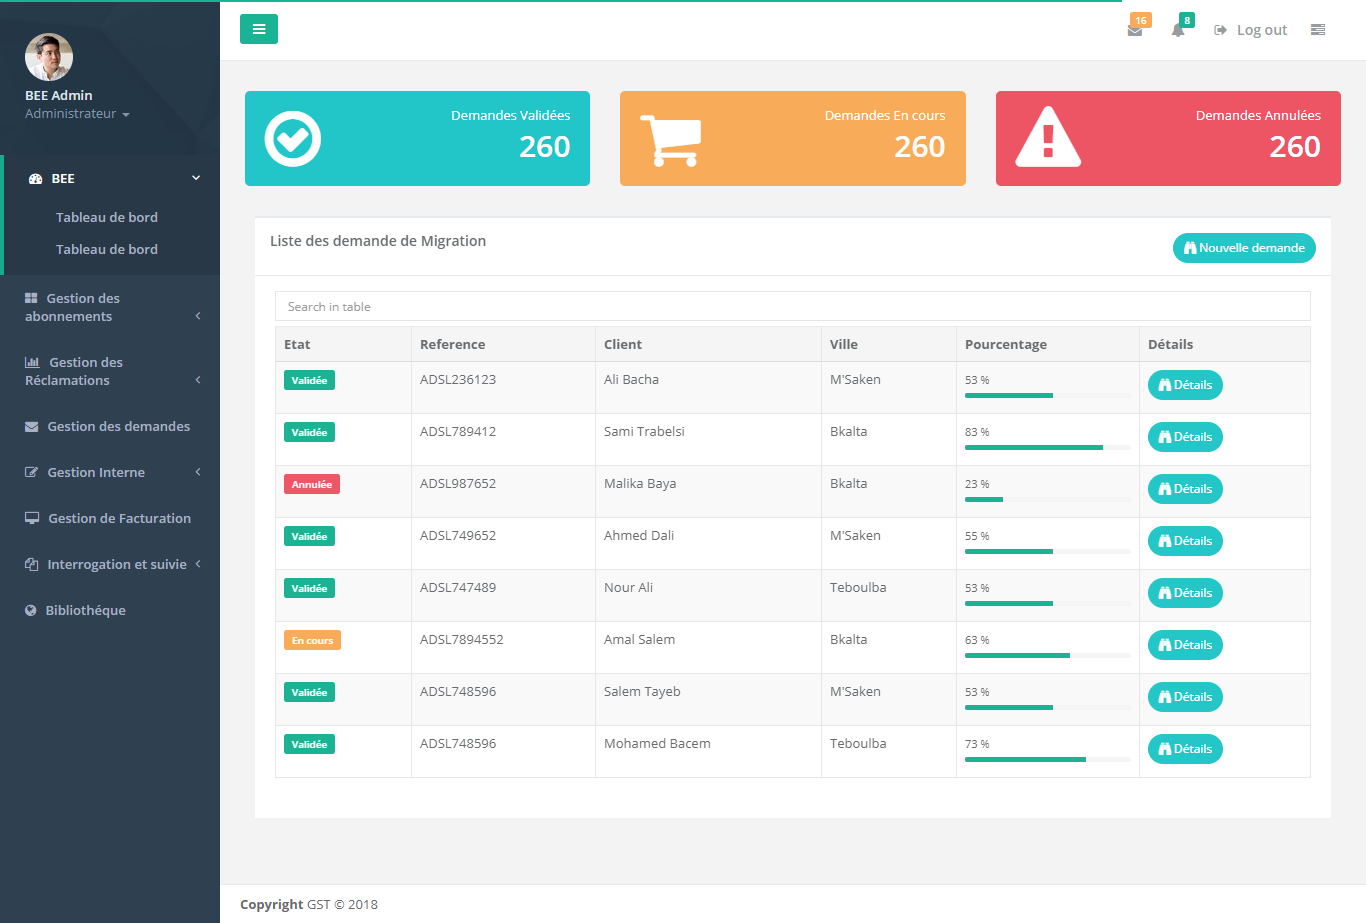 16
8
Log out
BEE Admin
Administrateur
BEE
Tableau de bord
Tableau de bord
Gestion des
abonnements
Gestion des
Réclamations
Gestion des demandes
Gestion Interne
Gestion de Facturation
Interrogation et suivie
Bibliothéque
Demandes Validées
260
Demandes En cours
260
Demandes Annulées
260
Liste des demande de Migration
Nouvelle demande
Search in table
Etat Reference Client Ville Pourcentage Détails
Validée ADSL236123 Ali Bacha M'Saken 53 % Détails
Validée ADSL789412 Sami Trabelsi Bkalta 83 % Détails
Annulée ADSL987652 Malika Baya Bkalta 23 % Détails
Validée ADSL749652 Ahmed Dali M'Saken 55 % Détails
Validée ADSL747489 Nour Ali Teboulba 53 % Détails
En cours ADSL7894552 Amal Salem Bkalta 63 % Détails
Validée ADSL748596 Salem Tayeb M'Saken 53 % Détails
Validée ADSL748596 Mohamed Bacem Teboulba 73 % Détails
Copyright GST © 2018